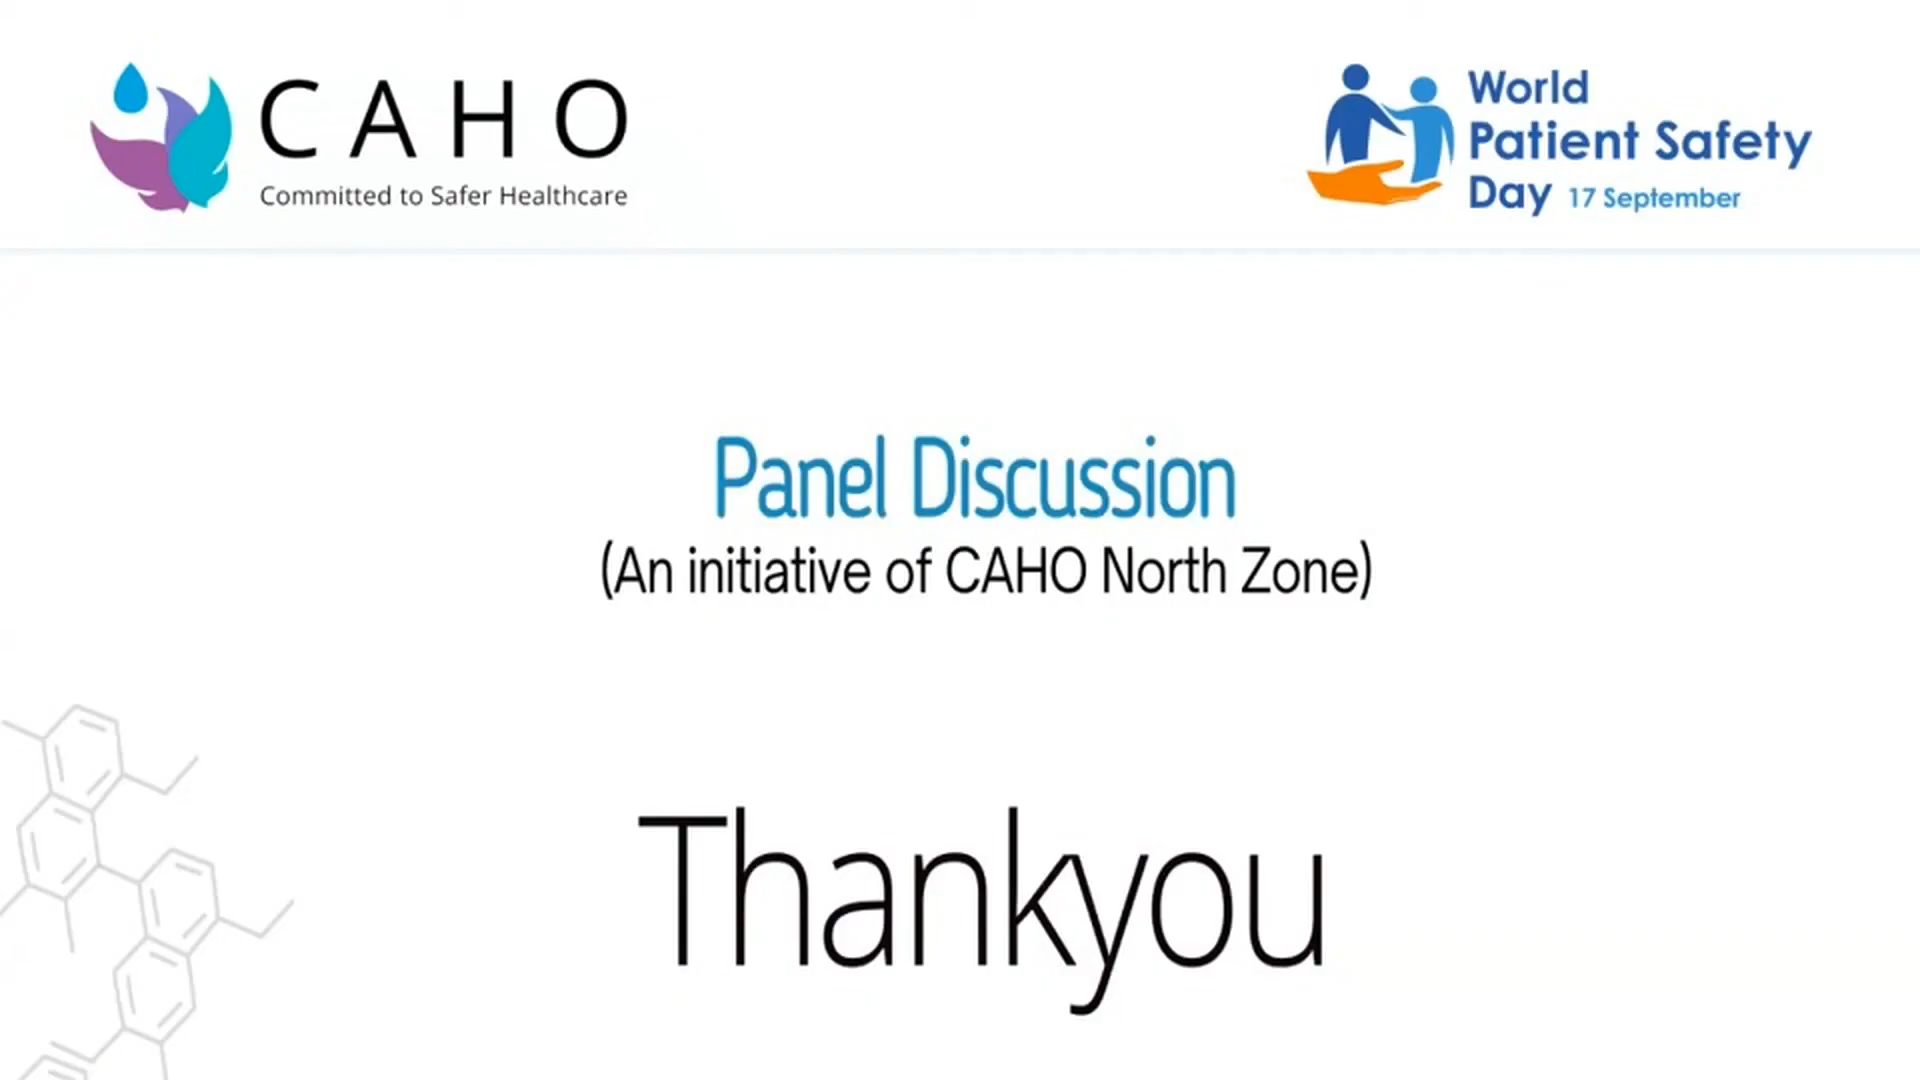 CAHO
Committed to Safer Healthcare
World
Patient Safety
Day 17 September
Panel Discussion
(An initiative of CAHO North Zone)
Thankyou